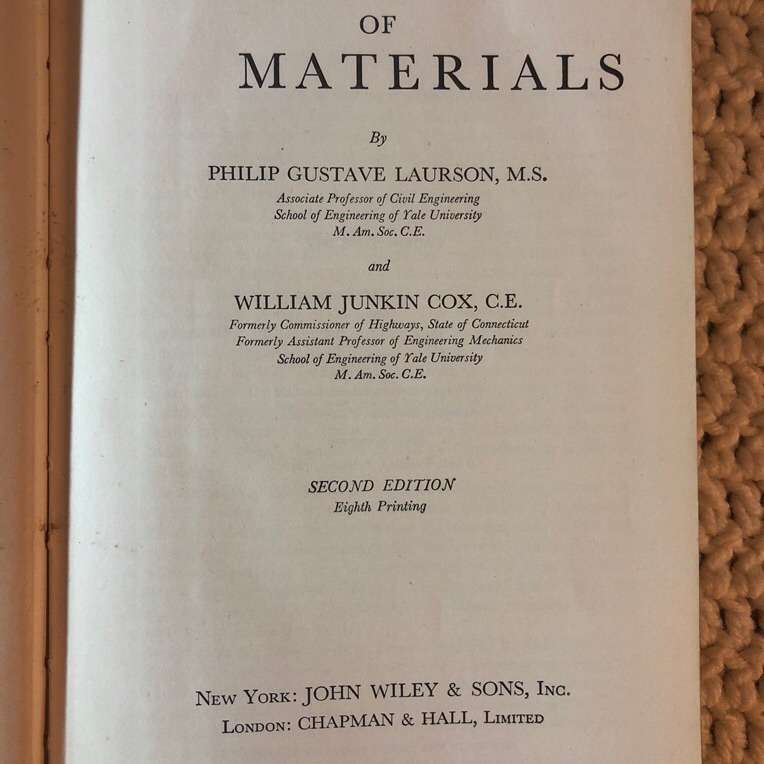 OF
MATERIALS
By
PHILIP GUSTAVE LAURSON, M.S.
Associate Professor of Civil Engineering
School of Engineering of Yale University
M. Am. Soc. C.E.
and
WILLIAM JUNKIN COX, C.E.
Formerly Commissioner of Highways, State of Connecticut
Formerly Assistant Professor of Engineering Mechanics
School of Engineering of Yale University
M. Am. Soc. C.E.
SECOND EDITION
Eighth Printing
New York: JOHN WILEY & SONS, Inc.
London: CHAPMAN & HALL, Limited